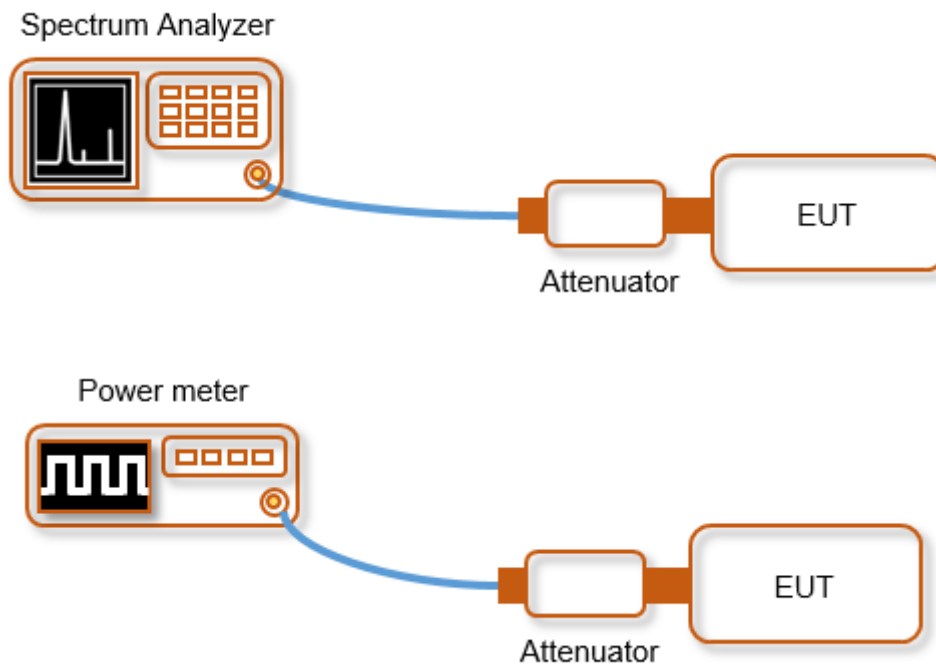 Spectrum Analyzer
EUT
Attenuator
Power meter
EUT
Attenuator